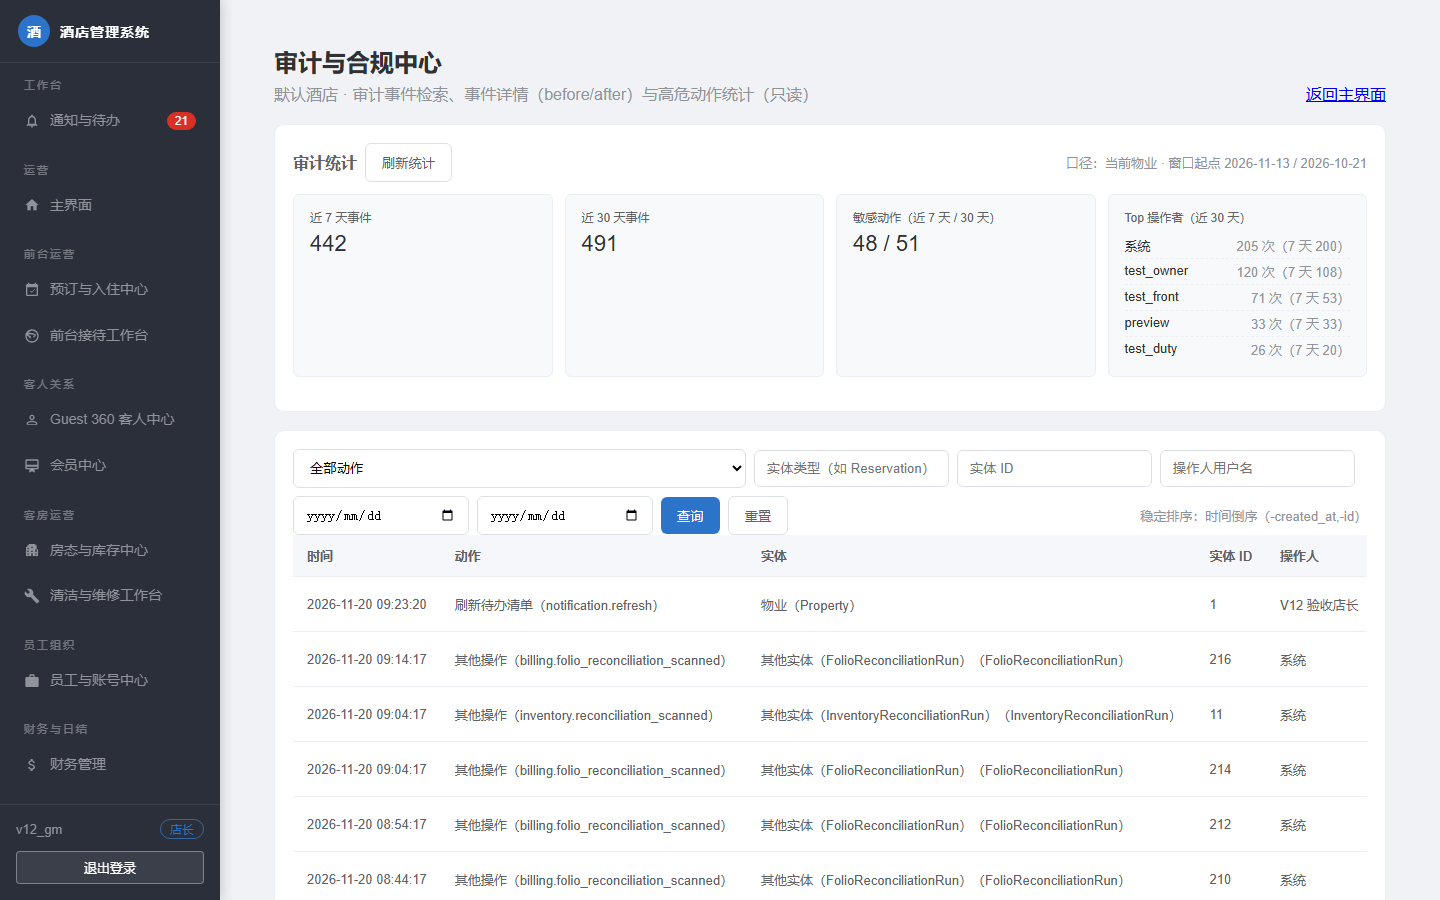 酒 酒店管理系统
工作台
通知与待办 21
运营
主界面
前台运营
预订与入住中心
前台接待工作台
客人关系
Guest 360 客人中心
会员中心
客房运营
房态与库存中心
清洁与维修工作台
员工组织
员工与账号中心
财务与日结
财务管理
v12_gm 店长
退出登录
审计与合规中心
默认酒店 · 审计事件检索、事件详情（before/after）与高危动作统计（只读）
返回主界面
审计统计 刷新统计 口径：当前物业 · 窗口起点 2026-11-13 / 2026-10-21
近 7 天事件
442
近 30 天事件
491
敏感动作（近 7 天 / 30 天）
48 / 51
Top 操作者（近 30 天）
系统 205 次（7 天 200）
test_owner 120 次（7 天 108）
test_front 71 次（7 天 53）
preview 33 次（7 天 33）
test_duty 26 次（7 天 20）
全部动作 实体类型（如 Reservation） 实体 ID 操作人用户名
yyyy/mm/dd yyyy/mm/dd 查询 重置 稳定排序：时间倒序（-created_at,-id）
时间 动作 实体 实体 ID 操作人
2026-11-20 09:23:20 刷新待办清单（notification.refresh） 物业（Property） 1 V12 验收店长
2026-11-20 09:14:17 其他操作（billing.folio_reconciliation_scanned） 其他实体（FolioReconciliationRun）（FolioReconciliationRun） 216 系统
2026-11-20 09:04:17 其他操作（inventory.reconciliation_scanned） 其他实体（InventoryReconciliationRun）（InventoryReconciliationRun） 11 系统
2026-11-20 09:04:17 其他操作（billing.folio_reconciliation_scanned） 其他实体（FolioReconciliationRun）（FolioReconciliationRun） 214 系统
2026-11-20 08:54:17 其他操作（billing.folio_reconciliation_scanned） 其他实体（FolioReconciliationRun）（FolioReconciliationRun） 212 系统
2026-11-20 08:44:17 其他操作（billing.folio_reconciliation_scanned） 其他实体（FolioReconciliationRun）（FolioReconciliationRun） 210 系统